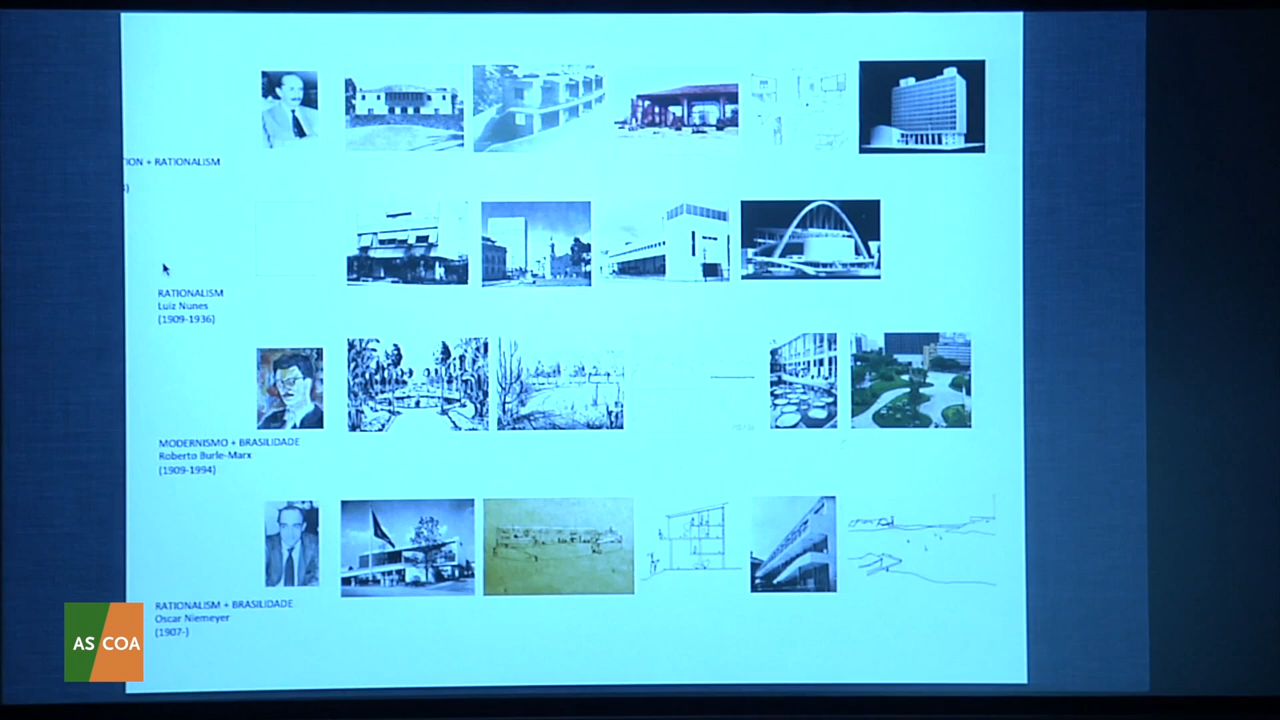 ION + RATIONALISM
)
RATIONALISM
Luiz Nunes
(1909-1936)
MODERNISMO + BRASILIDADE
Roberto Burle-Marx
(1909-1994)
RATIONALISM + BRASILIDADE
Oscar Niemeyer
(1907-)
AS COA